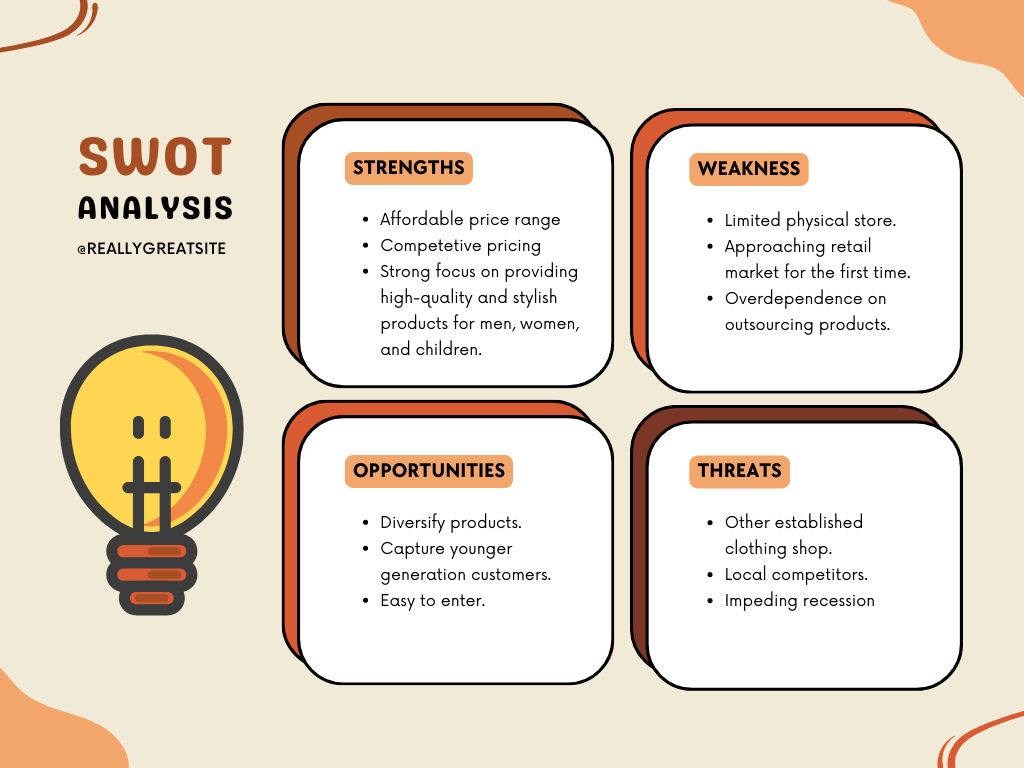 SWOT
ANALYSIS
@REALLYGREATSITE
STRENGTHS
• Affordable price range
• Competetive pricing
• Strong focus on providing
high-quality and stylish
products for men, women,
and children.
WEAKNESS
• Limited physical store.
• Approaching retail
market for the first time.
• Overdependence on
outsourcing products.
OPPORTUNITIES
• Diversify products.
• Capture younger
generation customers.
• Easy to enter.
THREATS
• Other established
clothing shop.
• Local competitors.
• Impeding recession